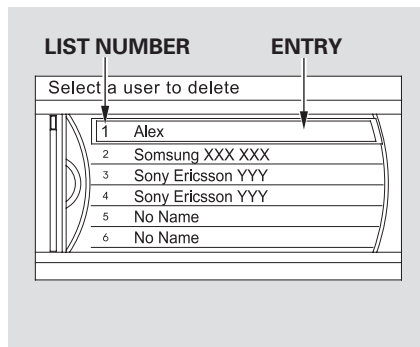 LIST NUMBER ENTRY
Select a user to delete
1 Alex
2 Somsung XXX XXX
3 Sony Ericsson YYY
4 Sony Ericsson YYY
5 No Name
6 No Name